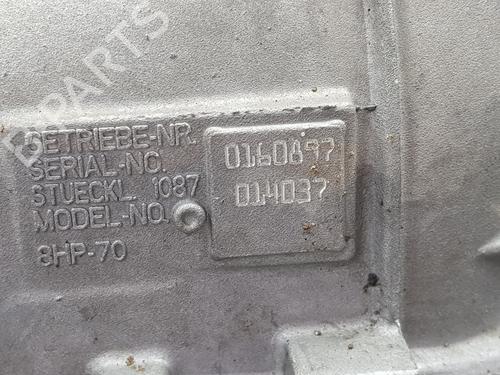 B-PARTS
GETRIEBE-NR.
SERIAL-NO.
STUECKL. 1087
MODEL-NO.
8HP-70
0160897
014037